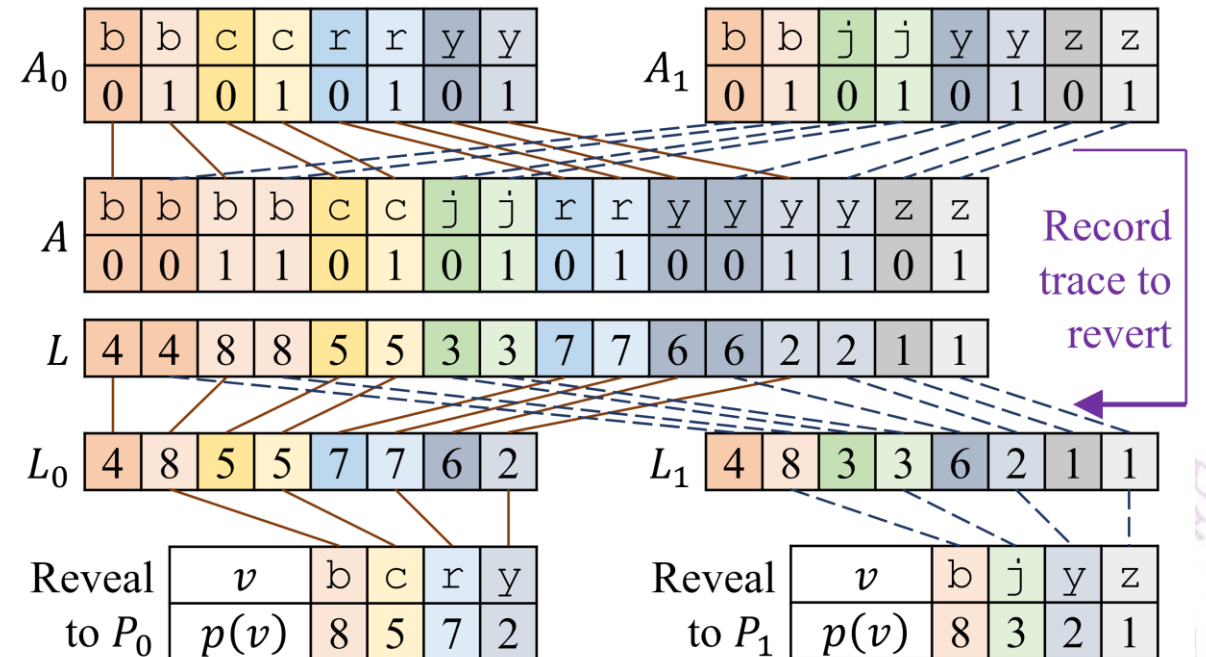 A₀ b b c c r r y y
0 1 0 1 0 1 0 1
A₁ b b j j y y z z
0 1 0 1 0 1 0 1
A b b b b c c j j r r y y y y z z
0 0 1 1 0 1 0 1 0 1 0 0 1 1 0 1
Record
trace to
revert
L 4 4 8 8 5 5 3 3 7 7 6 6 2 2 1 1
L₀ 4 8 5 5 7 7 6 2
L₁ 4 8 3 3 6 2 1 1
Reveal v b c r y
to P₀ p(v) 8 5 7 2
Reveal v b j y z
to P₁ p(v) 8 3 2 1